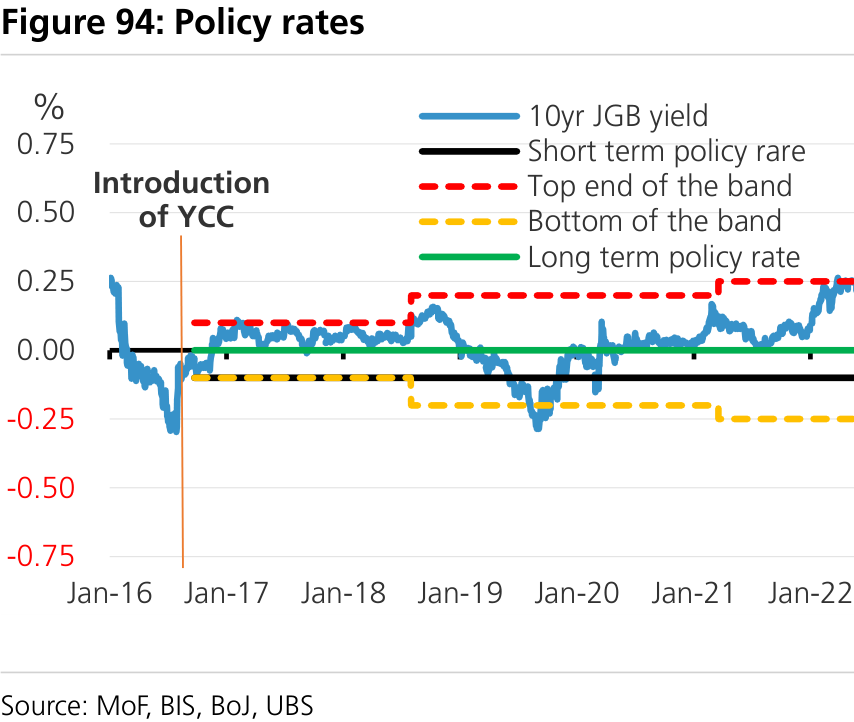 Figure 94: Policy rates
%
10yr JGB yield
Short term policy rare
Top end of the band
Bottom of the band
Long term policy rate
Introduction
of YCC
0.75
0.50
0.25
0.00
-0.25
-0.50
-0.75
Jan-16 Jan-17 Jan-18 Jan-19 Jan-20 Jan-21 Jan-22
Source: MoF, BIS, BoJ, UBS